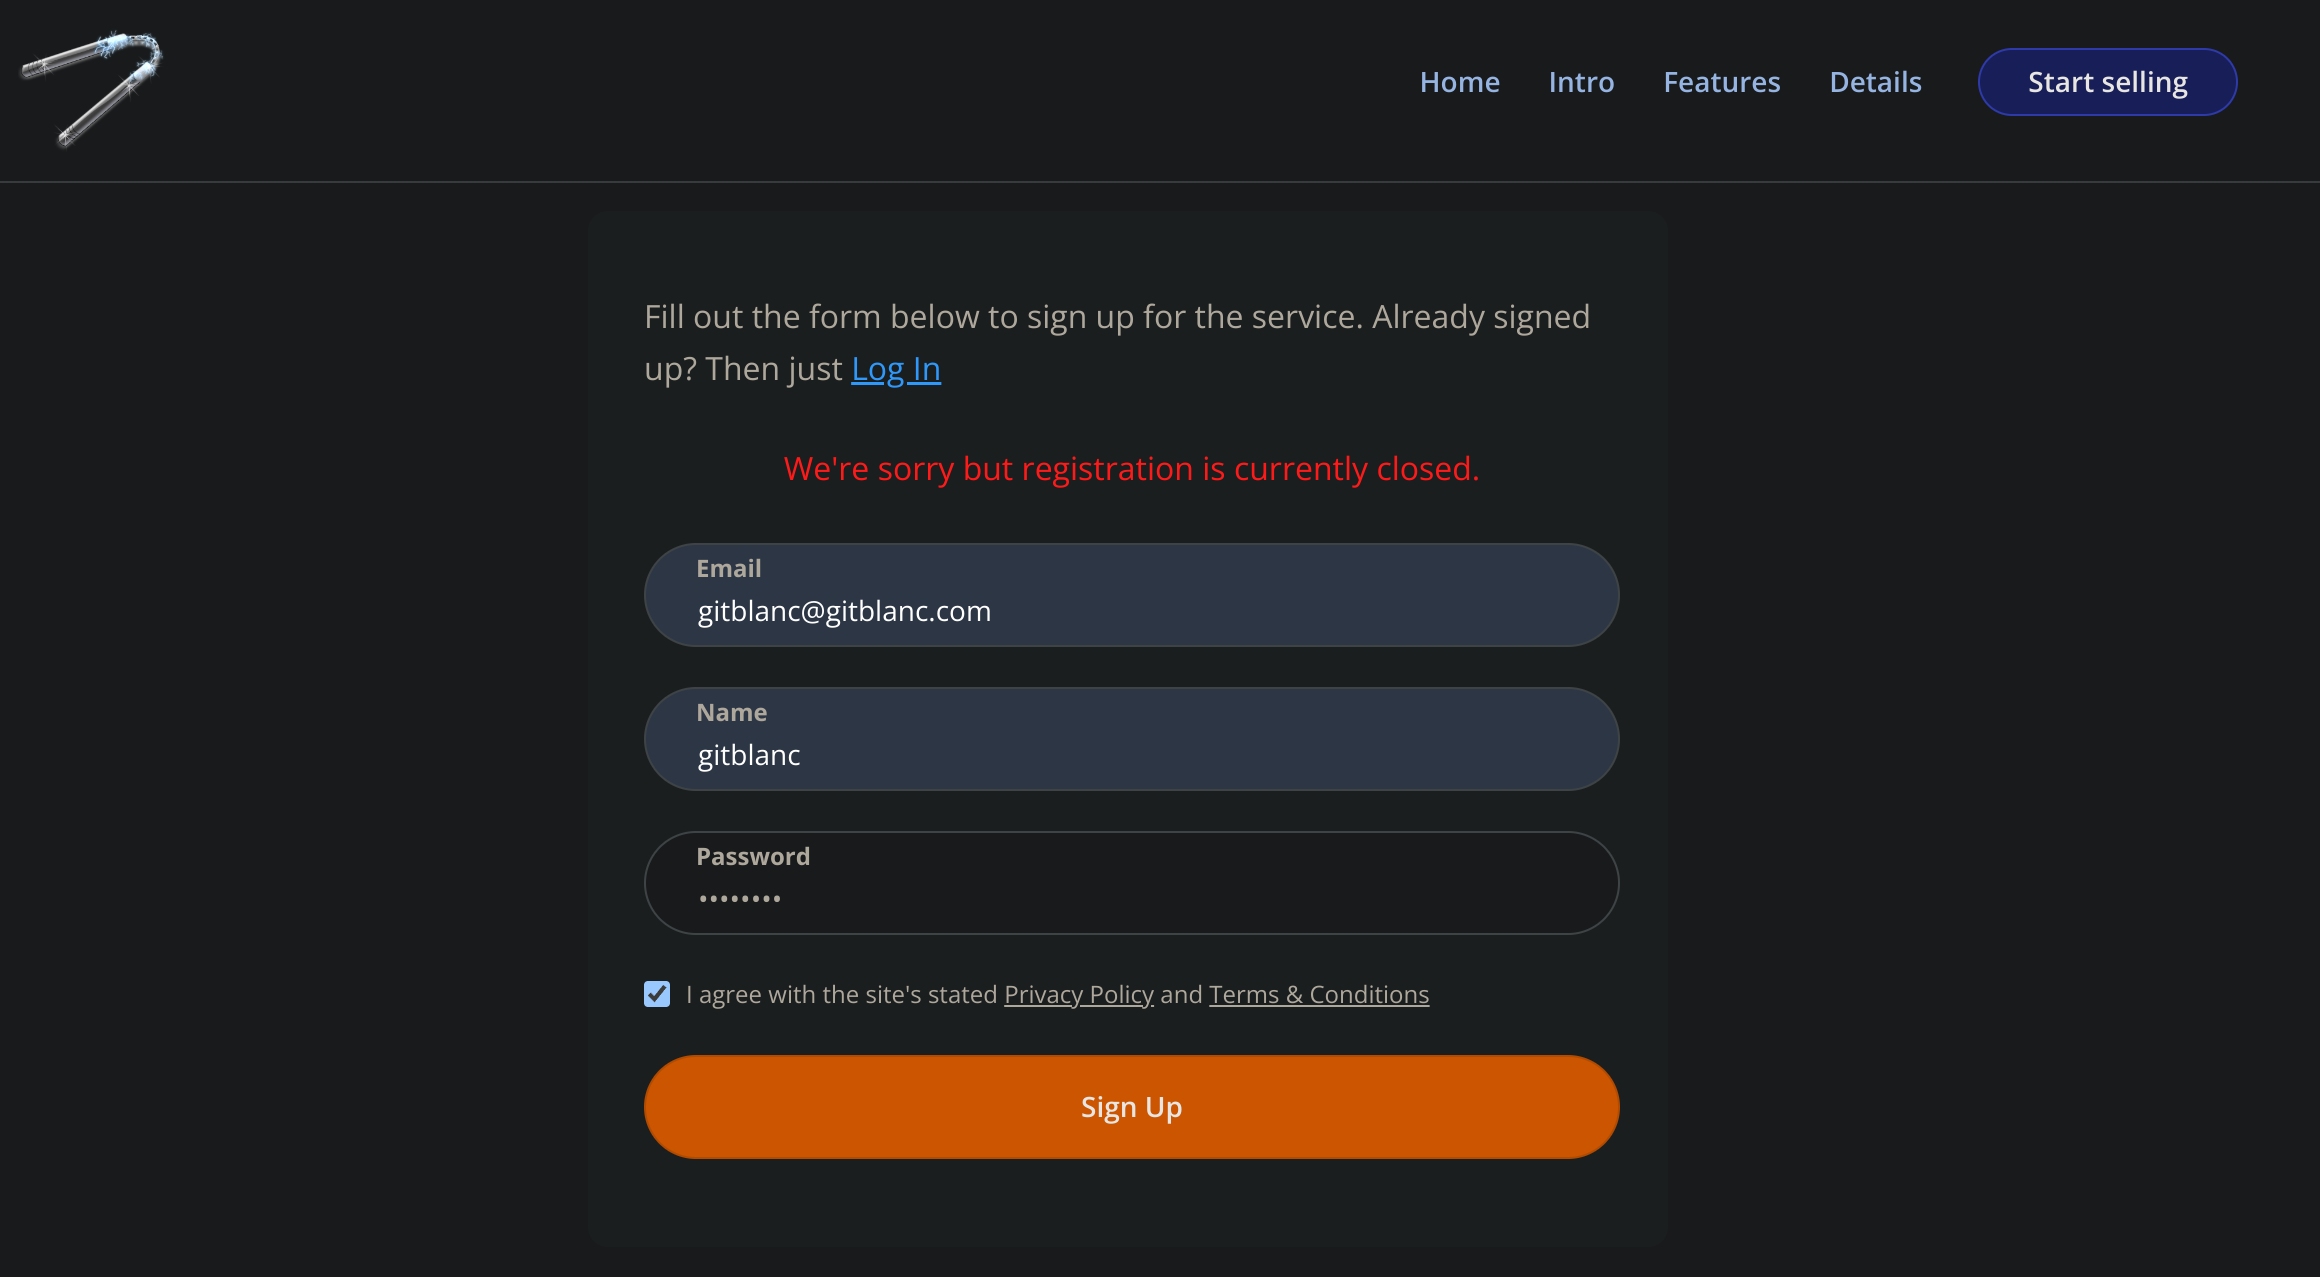 Home Intro Features Details Start selling
Fill out the form below to sign up for the service. Already signed
up? Then just Log In
We're sorry but registration is currently closed.
Email
gitblanc@gitblanc.com
Name
gitblanc
Password
••••••••
I agree with the site's stated Privacy Policy and Terms & Conditions
Sign Up